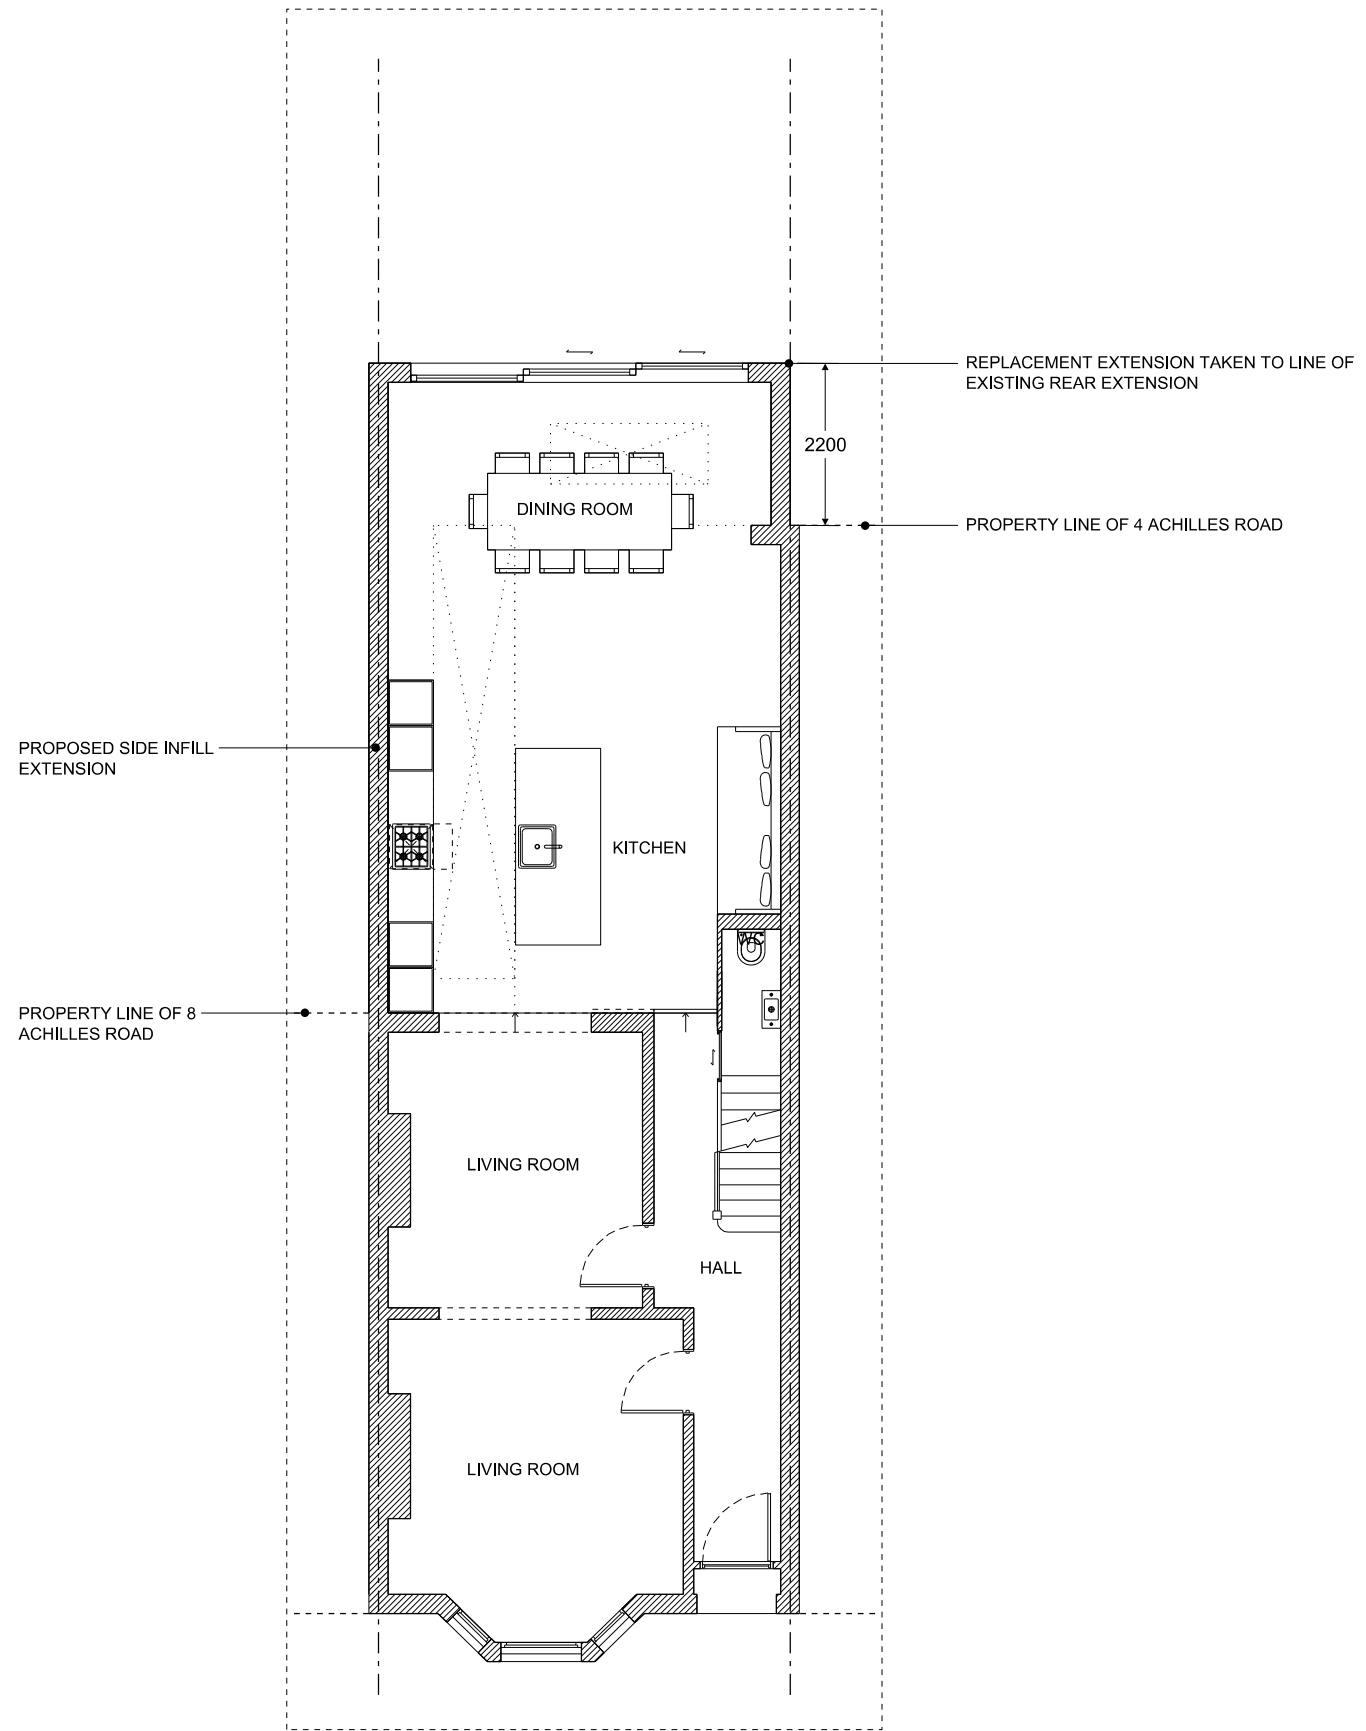 REPLACEMENT EXTENSION TAKEN TO LINE OF
EXISTING REAR EXTENSION
2200
DINING ROOM
PROPERTY LINE OF 4 ACHILLES ROAD
PROPOSED SIDE INFILL
EXTENSION
KITCHEN
WC
PROPERTY LINE OF 8
ACHILLES ROAD
LIVING ROOM
HALL
LIVING ROOM